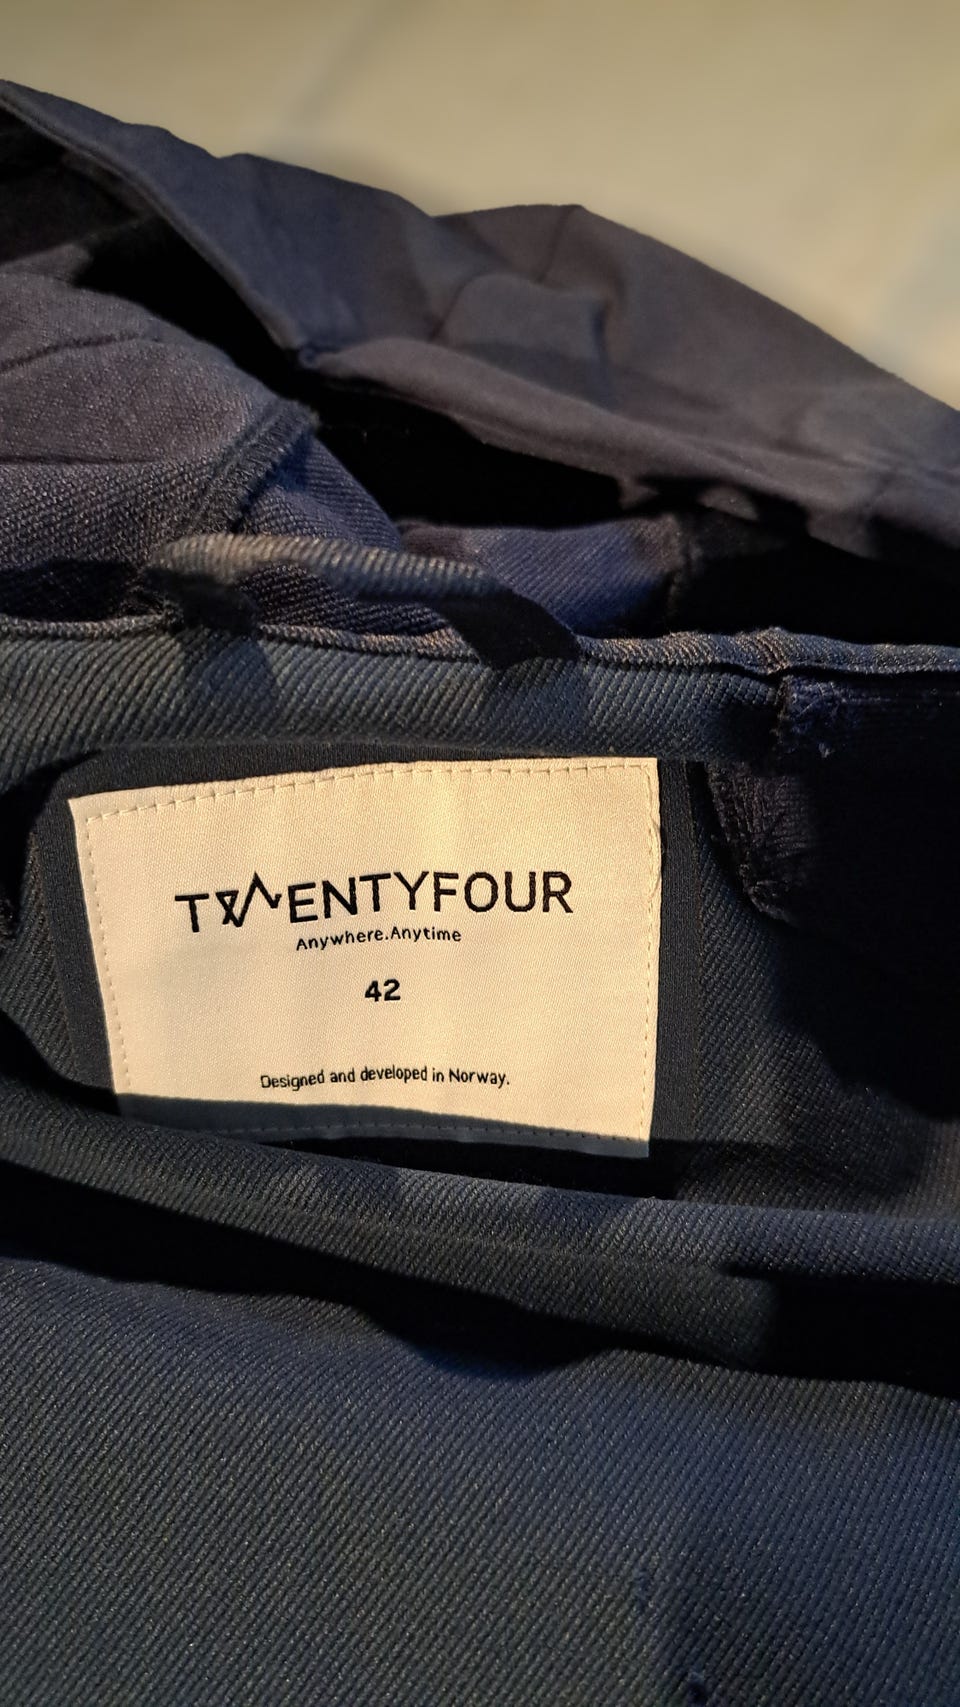 TWENTYFOUR
Anywhere.Anytime
42
Designed and developed in Norway.